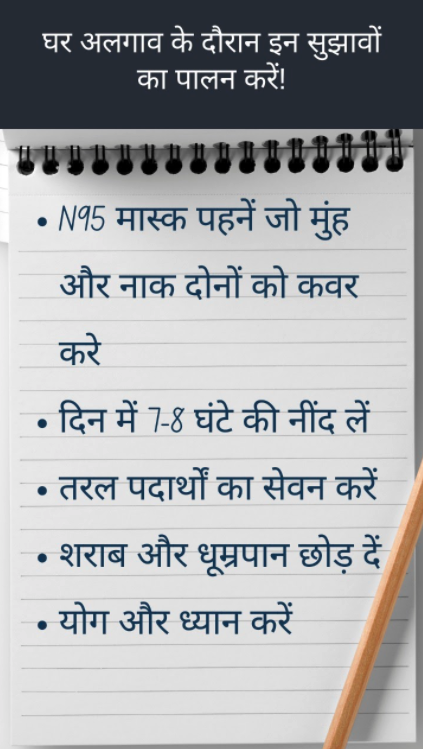 घर अलगाव के दौरान इन सुझावों
का पालन करें!
• N95 मास्क पहनें जो मुंह
और नाक दोनों को कवर
करे
• दिन में 7-8 घंटे की नींद लें
• तरल पदार्थों का सेवन करें
• शराब और धूम्रपान छोड़ दें
• योग और ध्यान करें